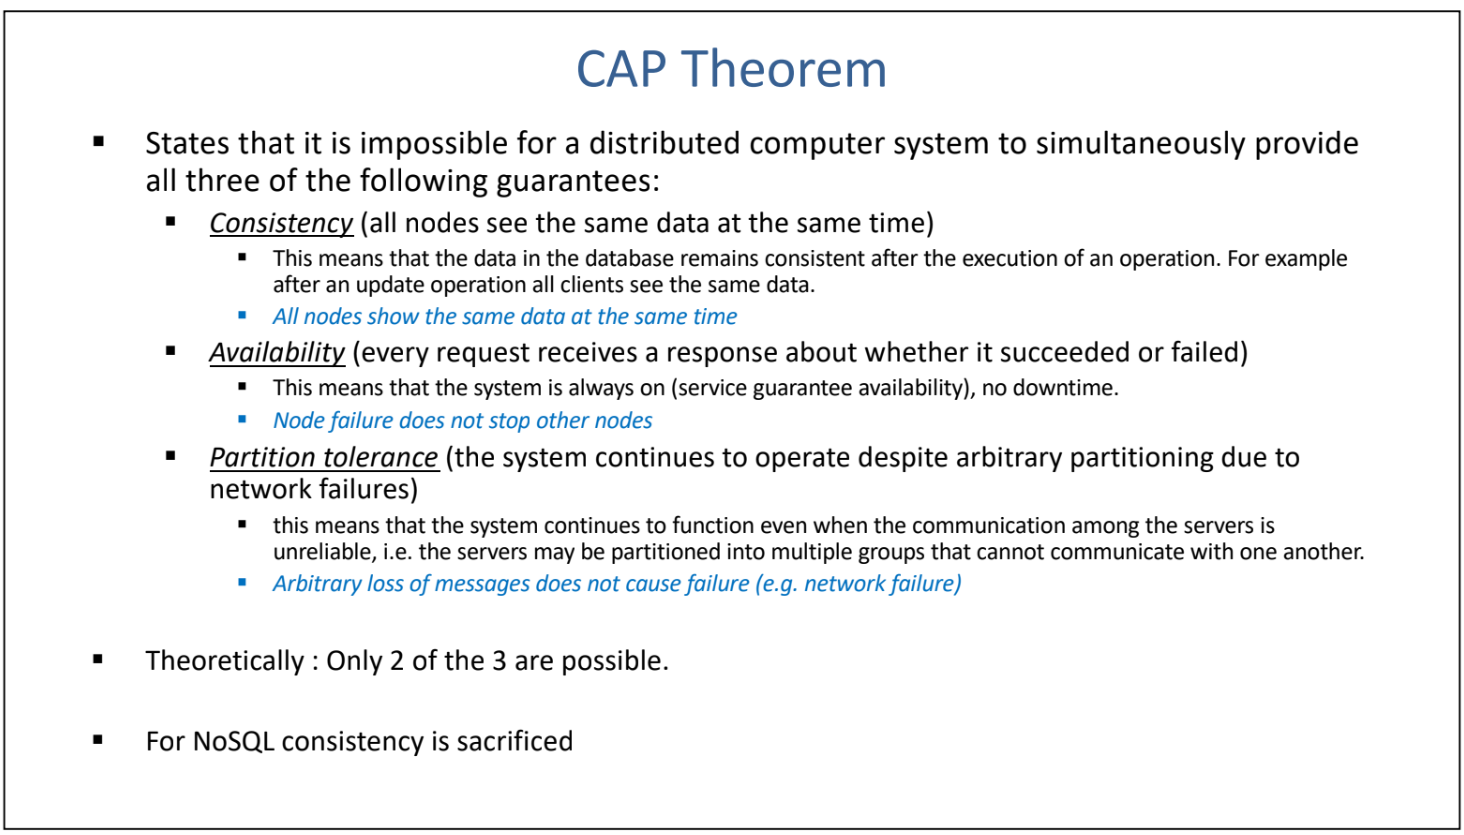 CAP Theorem
▪ States that it is impossible for a distributed computer system to simultaneously provide
all three of the following guarantees:
▪ Consistency (all nodes see the same data at the same time)
▪ This means that the data in the database remains consistent after the execution of an operation. For example
after an update operation all clients see the same data.
▪ All nodes show the same data at the same time
▪ Availability (every request receives a response about whether it succeeded or failed)
▪ This means that the system is always on (service guarantee availability), no downtime.
▪ Node failure does not stop other nodes
▪ Partition tolerance (the system continues to operate despite arbitrary partitioning due to
network failures)
▪ this means that the system continues to function even when the communication among the servers is
unreliable, i.e. the servers may be partitioned into multiple groups that cannot communicate with one another.
▪ Arbitrary loss of messages does not cause failure (e.g. network failure)
▪ Theoretically : Only 2 of the 3 are possible.
▪ For NoSQL consistency is sacrificed